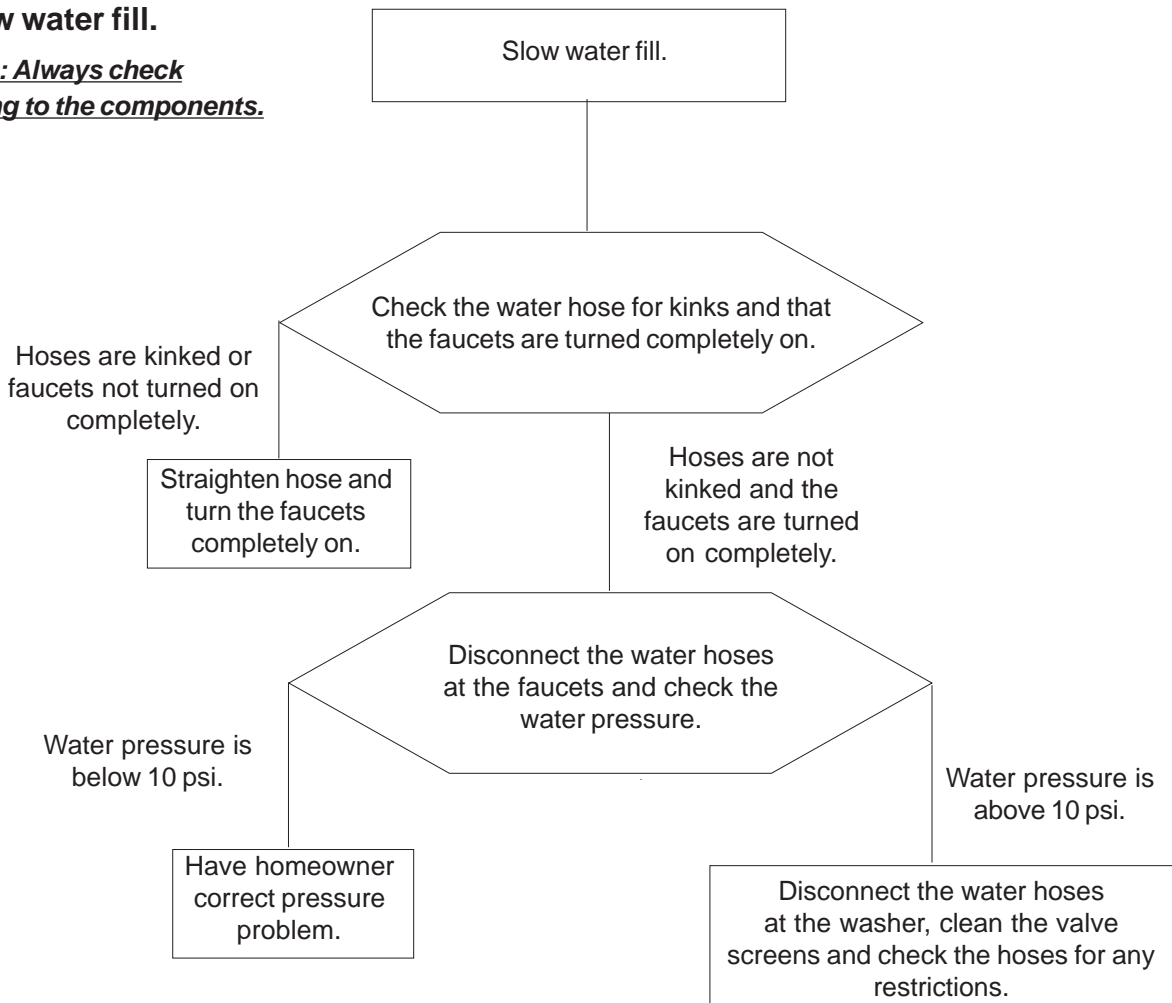 water fill.
: Always check
to the components.
Slow water fill.
Check the water hose for kinks and that
the faucets are turned completely on.
Hoses are kinked or
faucets not turned on
completely.
Straighten hose and
turn the faucets
completely on.
Hoses are not
kinked and the
faucets are turned
on completely.
Disconnect the water hoses
at the faucets and check the
water pressure.
Water pressure is
below 10 psi.
Water pressure is
above 10 psi.
Have homeowner
correct pressure
problem.
Disconnect the water hoses
at the washer, clean the valve
screens and check the hoses for any
restrictions.